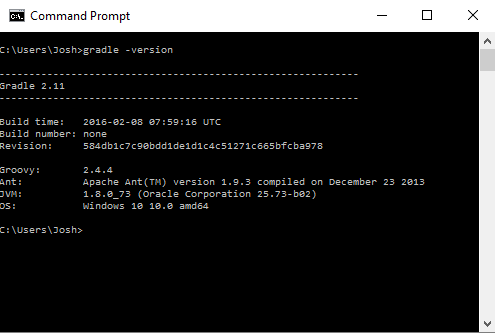 Command Prompt
C:\Users\Josh>gradle -version
------------------------------------------------------------
Gradle 2.11
------------------------------------------------------------
Build time:   2016-02-08 07:59:16 UTC
Build number: none
Revision:     584db1c7c90bdd1de1d1c4c51271c665bfcba978
Groovy:       2.4.4
Ant:          Apache Ant(TM) version 1.9.3 compiled on December 23 2013
JVM:          1.8.0_73 (Oracle Corporation 25.73-b02)
OS:           Windows 10 10.0 amd64
C:\Users\Josh>